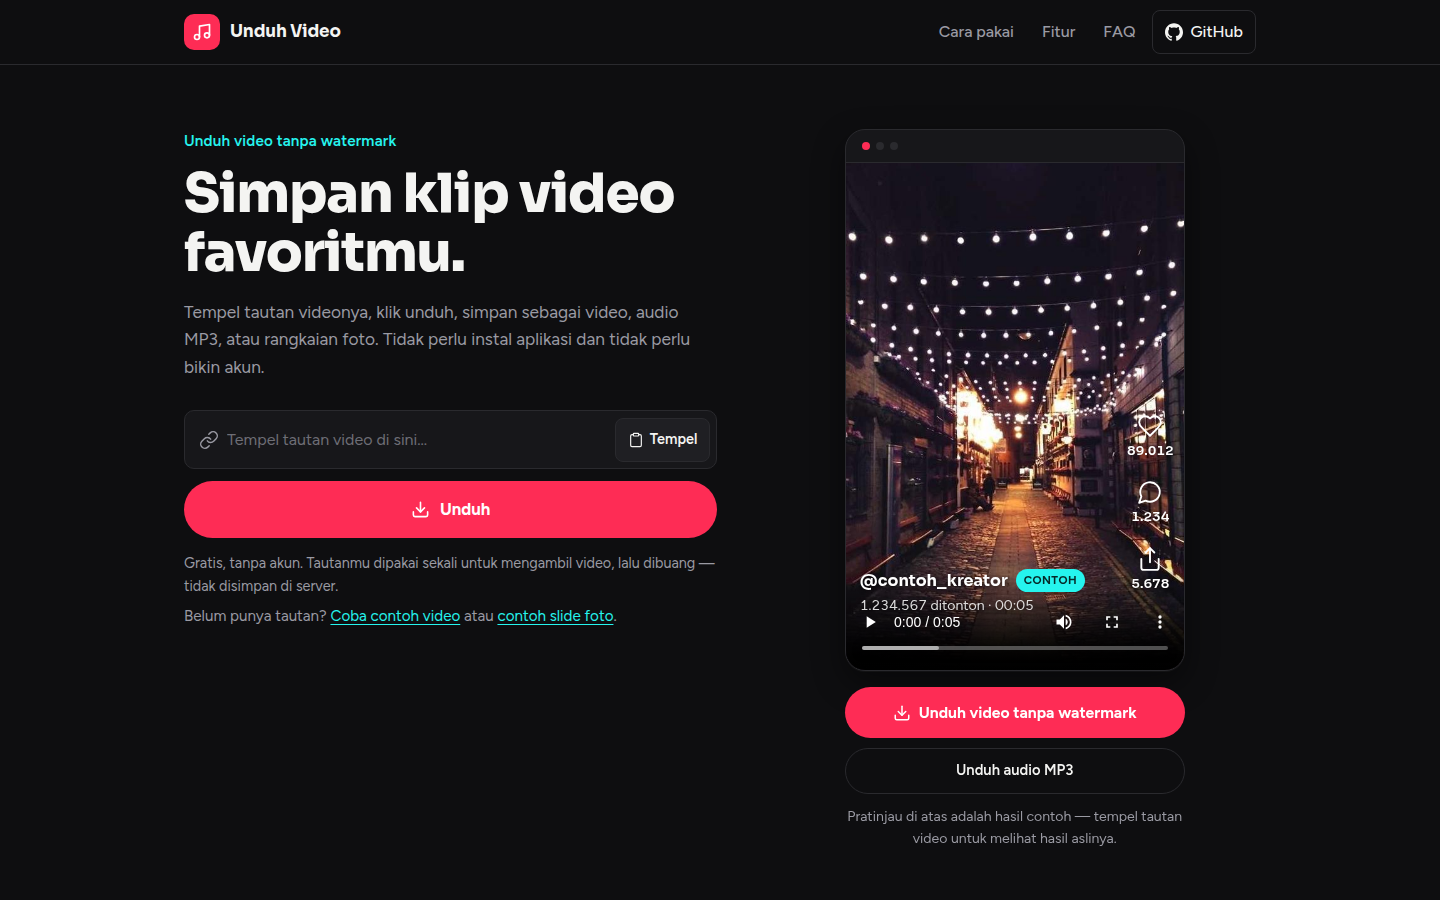 Unduh Video
Cara pakai
Fitur
FAQ
GitHub
Unduh video tanpa watermark
Simpan klip video
favoritmu.
Tempel tautan videonya, klik unduh, simpan sebagai video, audio
MP3, atau rangkaian foto. Tidak perlu instal aplikasi dan tidak perlu
bikin akun.
Tempel tautan video di sini...
Tempel
Unduh
Gratis, tanpa akun. Tautanmu dipakai sekali untuk mengambil video, lalu dibuang —
tidak disimpan di server.
Belum punya tautan? Coba contoh video atau contoh slide foto.
89.012
1.234
5.678
@contoh_kreator CONTOH
1.234.567 ditonton · 00:05
0:00 / 0:05
Unduh video tanpa watermark
Unduh audio MP3
Pratinjau di atas adalah hasil contoh — tempel tautan
video untuk melihat hasil aslinya.